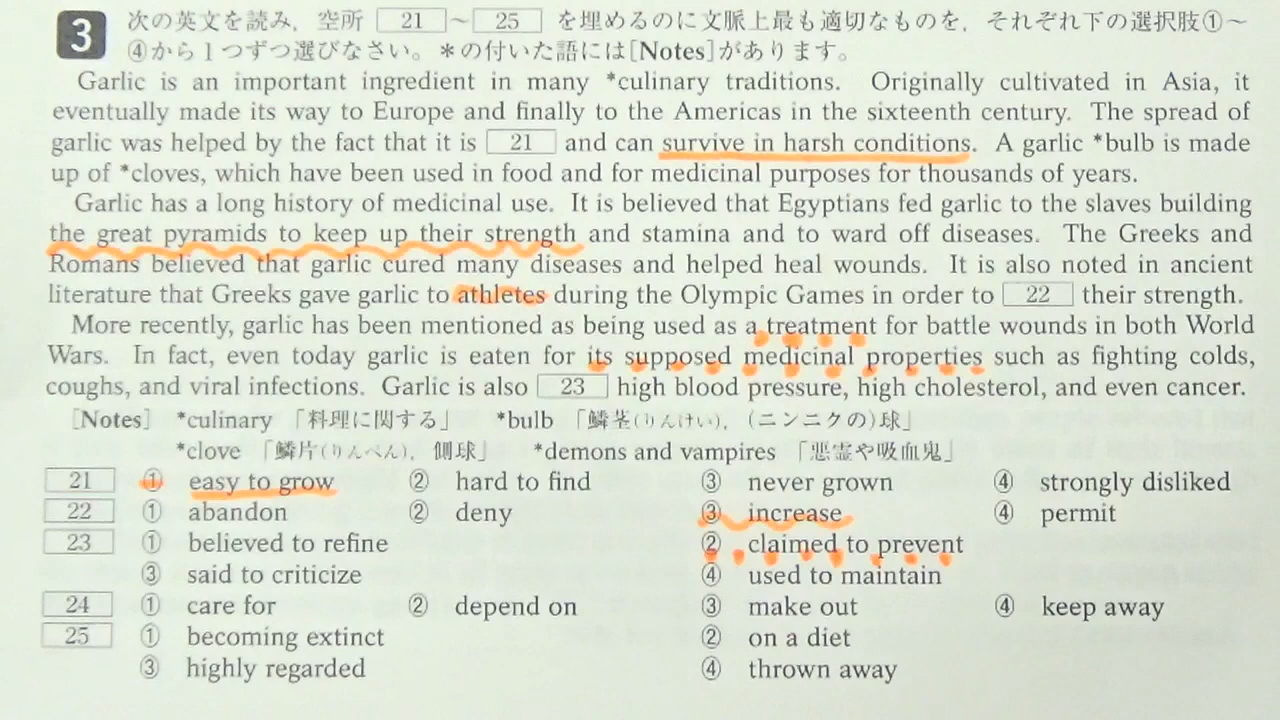 3 次の英文を読み,空所 21 ~ 25 を埋めるのに文脈上最も適切なものを,それぞれ下の選択肢①~
④から1つずつ選びなさい。*の付いた語には[Notes]があります。
Garlic is an important ingredient in many *culinary traditions. Originally cultivated in Asia, it
eventually made its way to Europe and finally to the Americas in the sixteenth century. The spread of
garlic was helped by the fact that it is 21 and can survive in harsh conditions. A garlic *bulb is made
up of *cloves, which have been used in food and for medicinal purposes for thousands of years.
Garlic has a long history of medicinal use. It is believed that Egyptians fed garlic to the slaves building
the great pyramids to keep up their strength and stamina and to ward off diseases. The Greeks and
Romans believed that garlic cured many diseases and helped heal wounds. It is also noted in ancient
literature that Greeks gave garlic to athletes during the Olympic Games in order to 22 their strength.
More recently, garlic has been mentioned as being used as a treatment for battle wounds in both World
Wars. In fact, even today garlic is eaten for its supposed medicinal properties such as fighting colds,
coughs, and viral infections. Garlic is also 23 high blood pressure, high cholesterol, and even cancer.
[Notes] *culinary「料理に関する」 *bulb「鱗茎(りんけい),(ニンニクの)球」
*clove「鱗片(りんぺん),側球」 *demons and vampires「悪霊や吸血鬼」
21 ① easy to grow ② hard to find ③ never grown ④ strongly disliked
22 ① abandon ② deny ③ increase ④ permit
23 ① believed to refine ② claimed to prevent
③ said to criticize ④ used to maintain
24 ① care for ② depend on ③ make out ④ keep away
25 ① becoming extinct ② on a diet
③ highly regarded ④ thrown away